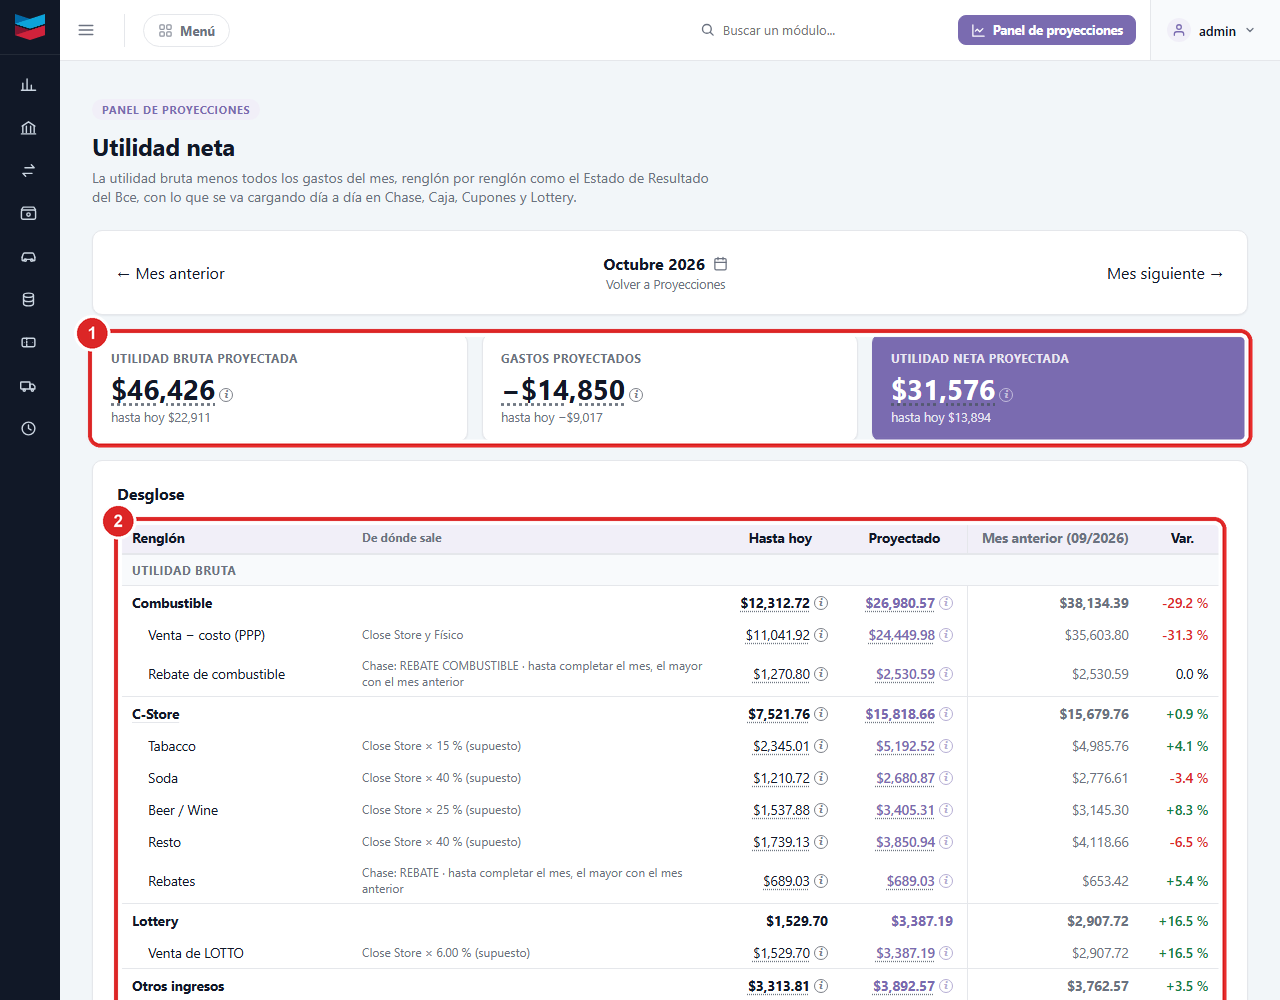 Menú
Buscar un módulo...
Panel de proyecciones
admin
PANEL DE PROYECCIONES
Utilidad neta
La utilidad bruta menos todos los gastos del mes, renglón por renglón como el Estado de Resultado
del Bce, con lo que se va cargando día a día en Chase, Caja, Cupones y Lottery.
← Mes anterior
Octubre 2026
Volver a Proyecciones
Mes siguiente →
1
UTILIDAD BRUTA PROYECTADA
$46,426
hasta hoy $22,911
GASTOS PROYECTADOS
−$14,850
hasta hoy −$9,017
UTILIDAD NETA PROYECTADA
$31,576
hasta hoy $13,894
Desglose
2
Renglón De dónde sale Hasta hoy Proyectado Mes anterior (09/2026) Var.
UTILIDAD BRUTA
Combustible $12,312.72 $26,980.57 $38,134.39 -29.2 %
Venta − costo (PPP) Close Store y Físico $11,041.92 $24,449.98 $35,603.80 -31.3 %
Rebate de combustible Chase: REBATE COMBUSTIBLE · hasta completar el mes, el mayor con el mes anterior $1,270.80 $2,530.59 $2,530.59 0.0 %
C-Store $7,521.76 $15,818.66 $15,679.76 +0.9 %
Tabacco Close Store × 15 % (supuesto) $2,345.01 $5,192.52 $4,985.76 +4.1 %
Soda Close Store × 40 % (supuesto) $1,210.72 $2,680.87 $2,776.61 -3.4 %
Beer / Wine Close Store × 25 % (supuesto) $1,537.88 $3,405.31 $3,145.30 +8.3 %
Resto Close Store × 40 % (supuesto) $1,739.13 $3,850.94 $4,118.66 -6.5 %
Rebates Chase: REBATE · hasta completar el mes, el mayor con el mes anterior $689.03 $689.03 $653.42 +5.4 %
Lottery $1,529.70 $3,387.19 $2,907.72 +16.5 %
Venta de LOTTO Close Store × 6.00 % (supuesto) $1,529.70 $3,387.19 $2,907.72 +16.5 %
Otros ingresos $3,313.81 $3,892.57 $3,762.57 +3.5 %